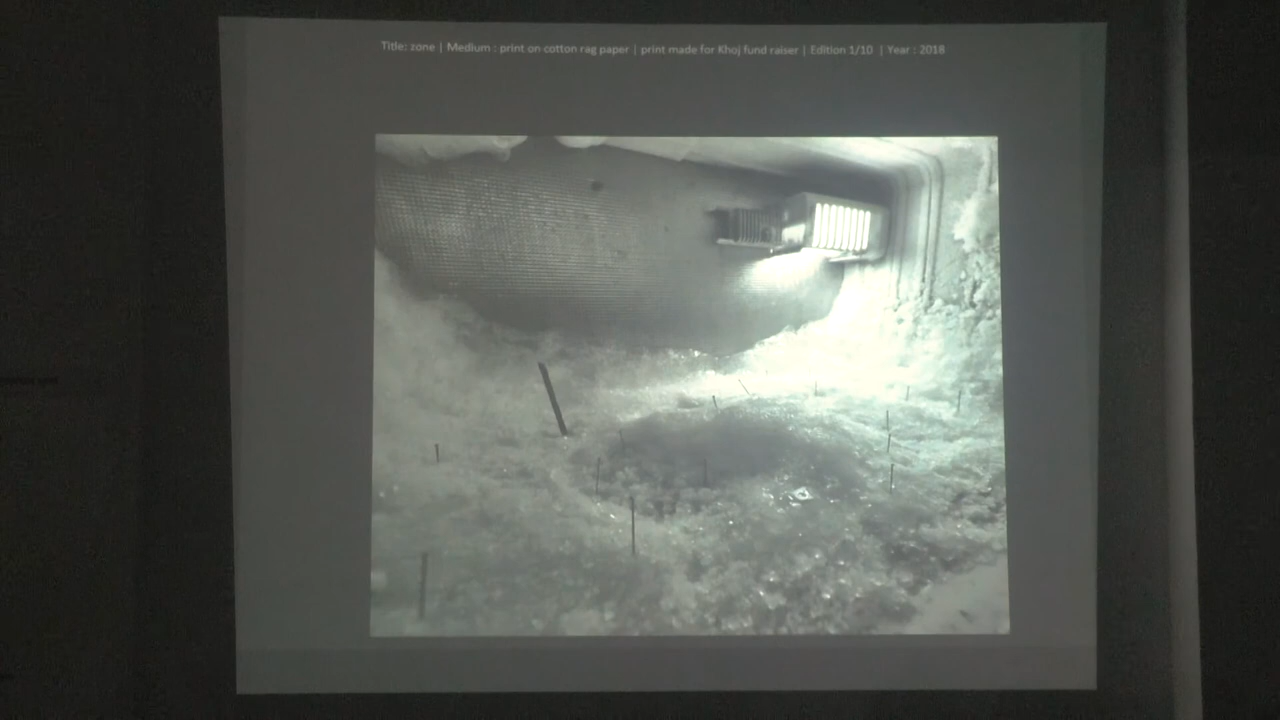 Title: zone | Medium : print on cotton rag paper | print made for Khoj fund raiser | Edition 1/10 | Year : 2018